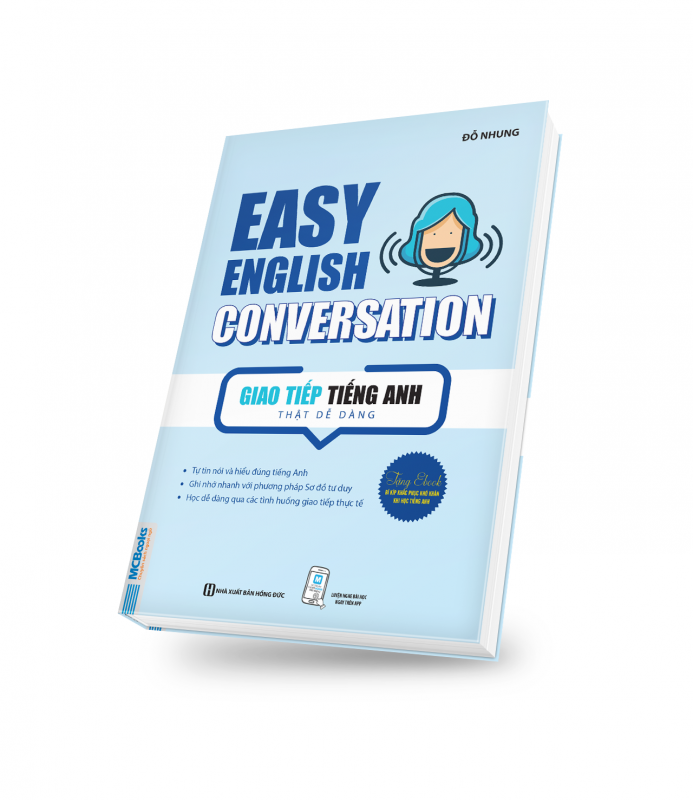 ĐỖ NHUNG
EASY
ENGLISH
CONVERSATION
GIAO TIẾP TIẾNG ANH
THẬT DỄ DÀNG
• Tự tin nói và hiểu đúng tiếng Anh
• Ghi nhớ nhanh với phương pháp Sơ đồ tư duy
• Học dễ dàng qua các tình huống giao tiếp thực tế
Tặng Ebook
BÍ KÍP KHẮC PHỤC KHÓ KHĂN
KHI HỌC TIẾNG ANH
MCBooks
NHÀ XUẤT BẢN HỒNG ĐỨC
LUYỆN NGHE BÀI HỌC
NGAY TRÊN APP